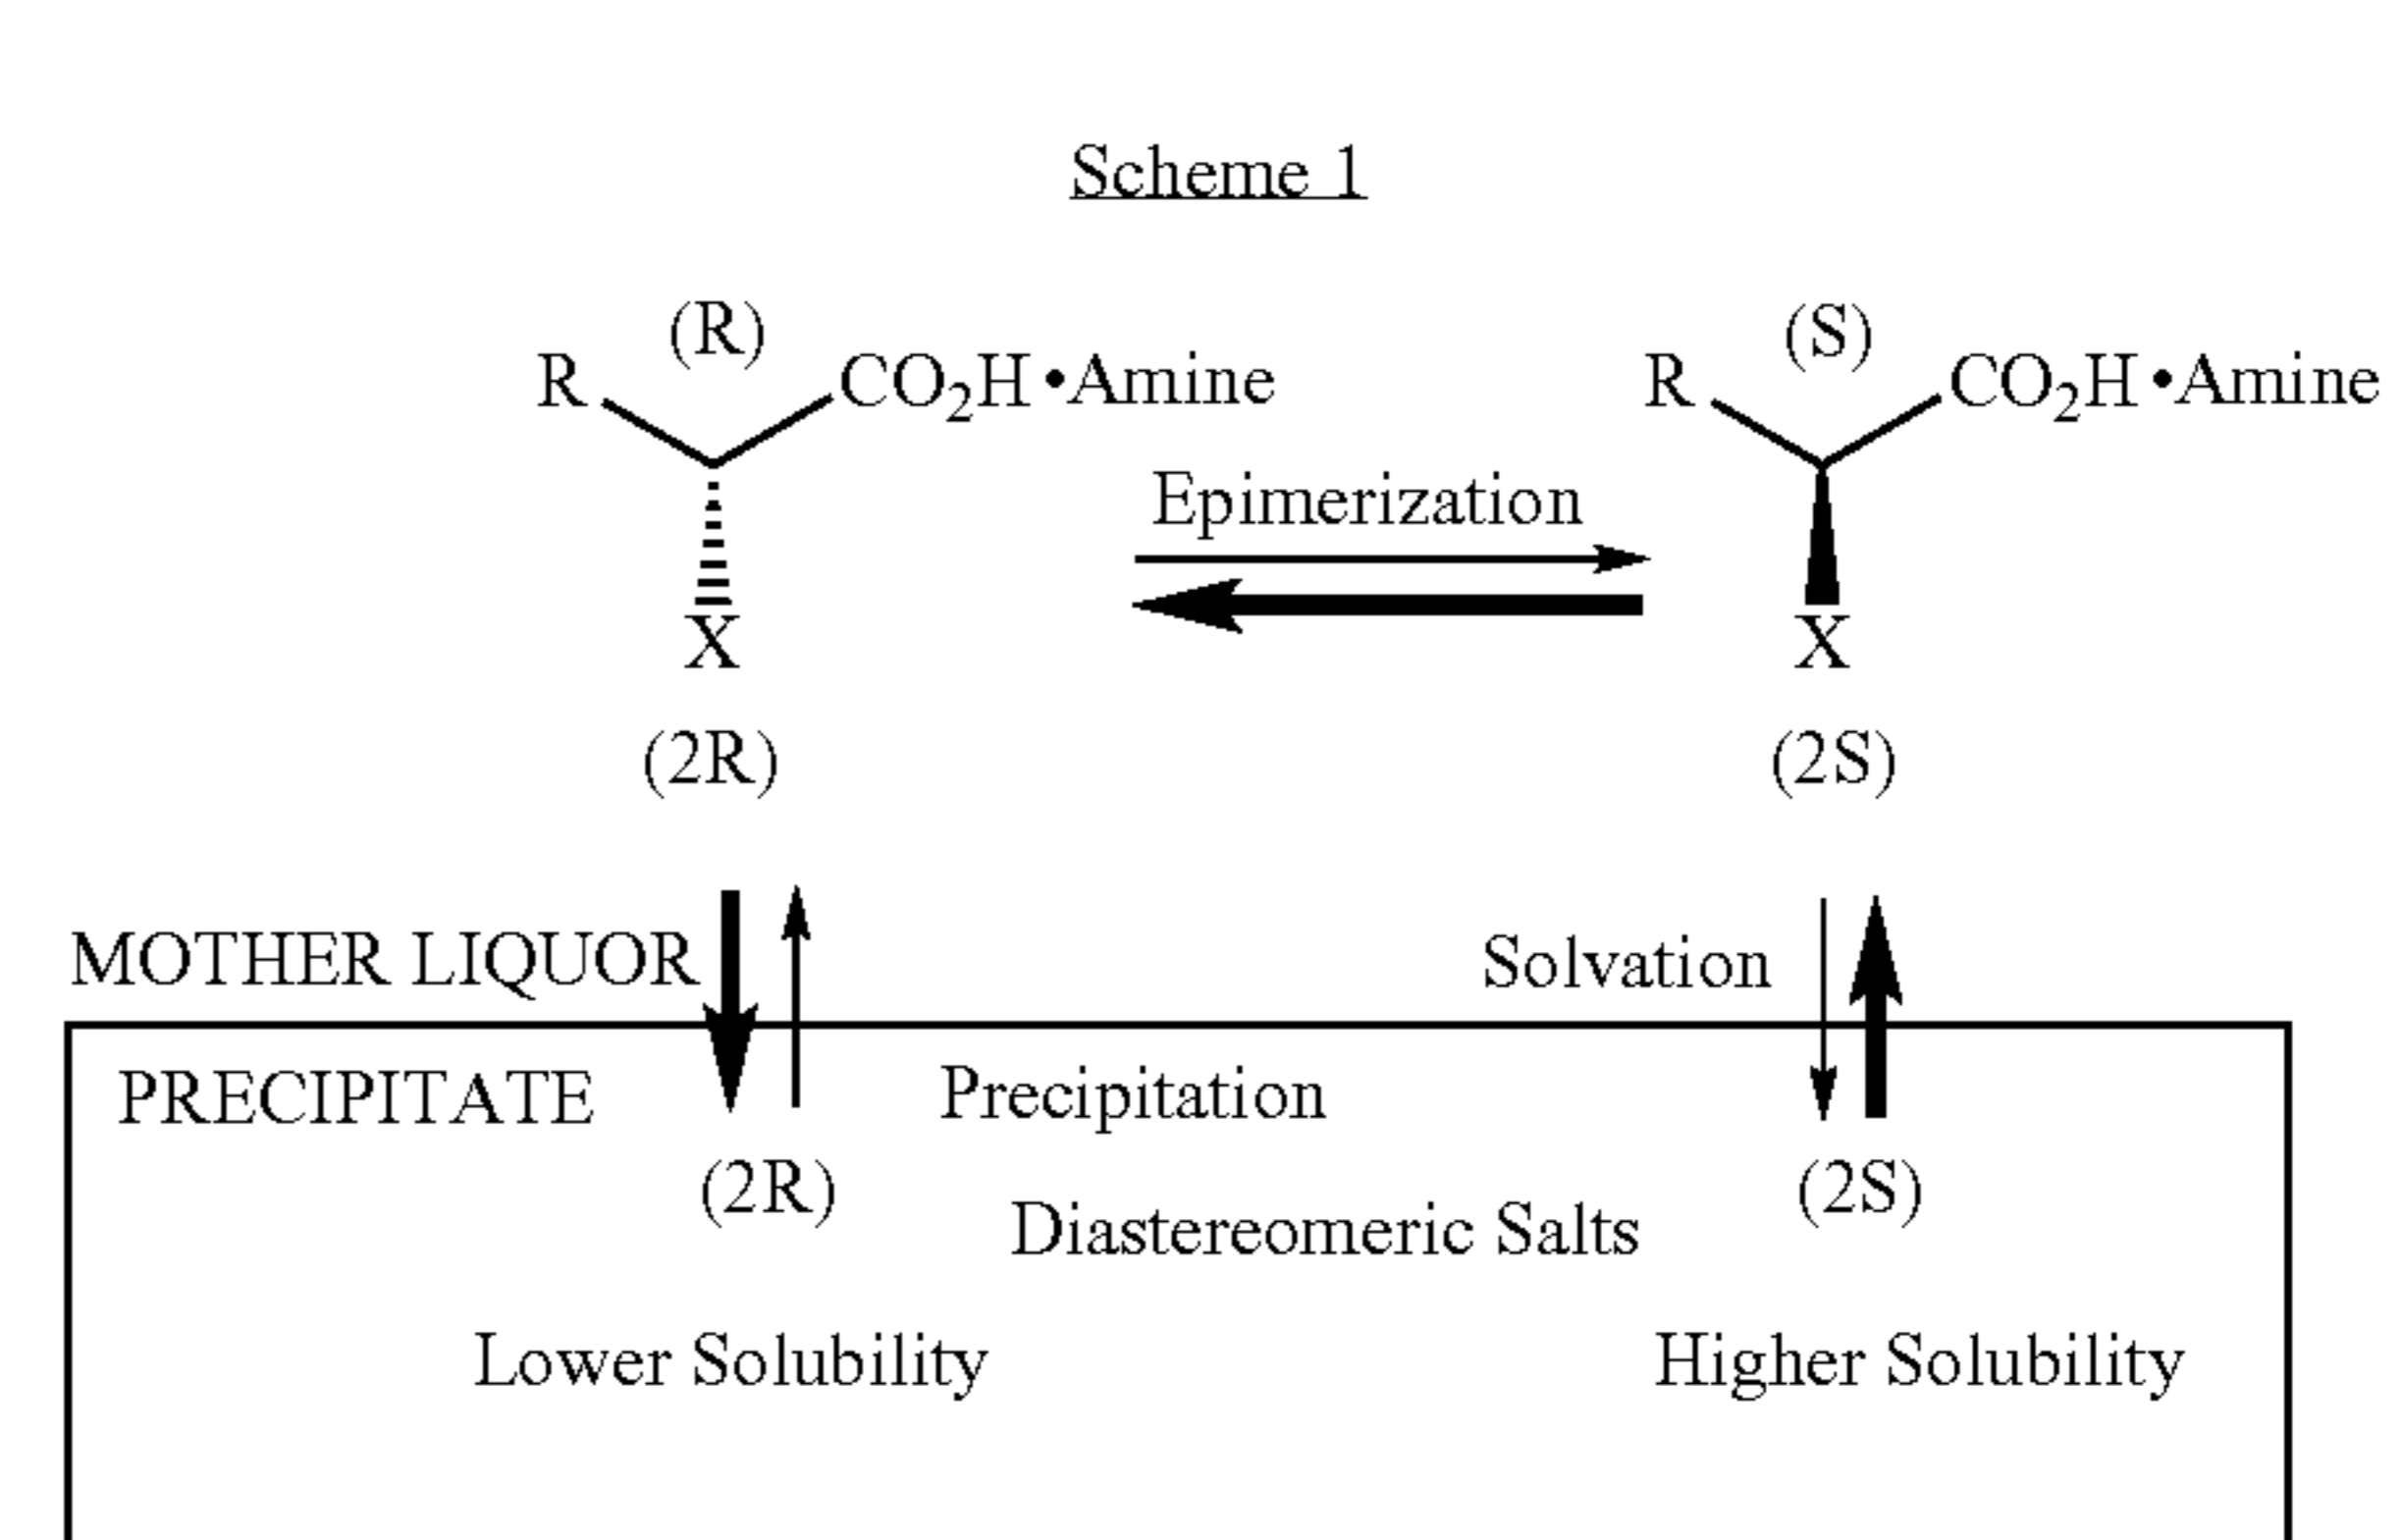 Scheme 1
(R) (S)
R CO2H•Amine R CO2H•Amine
Epimerization
X X
(2R) (2S)
MOTHER LIQUOR Solvation
PRECIPITATE Precipitation
(2R) (2S)
Diastereomeric Salts
Lower Solubility Higher Solubility